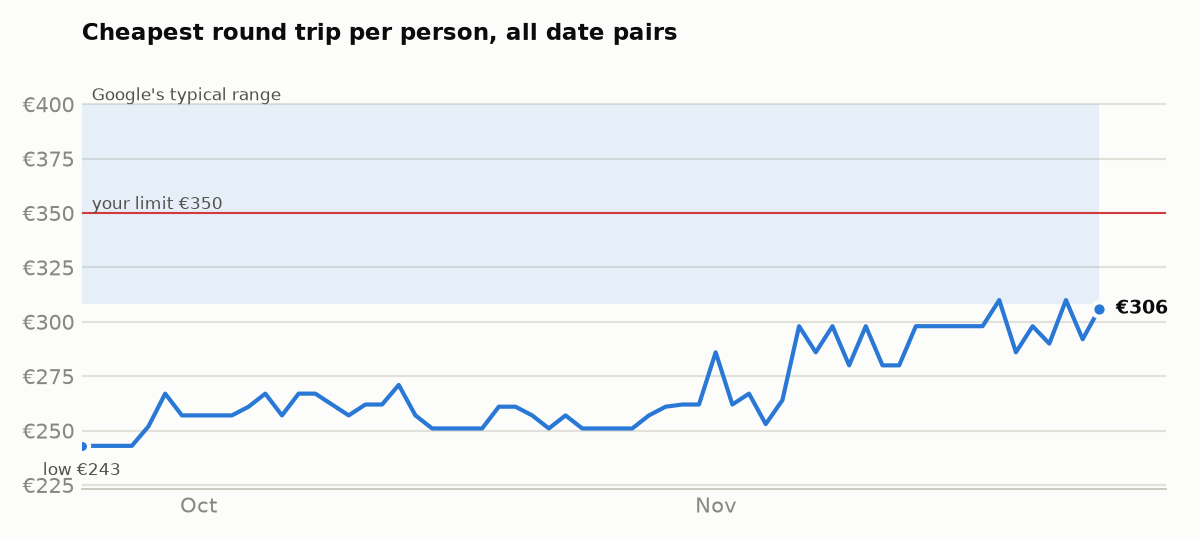 Cheapest round trip per person, all date pairs
Google's typical range
€400
€375
your limit €350
€350
€325
€306
€300
€275
€250
low €243
€225
Oct Nov